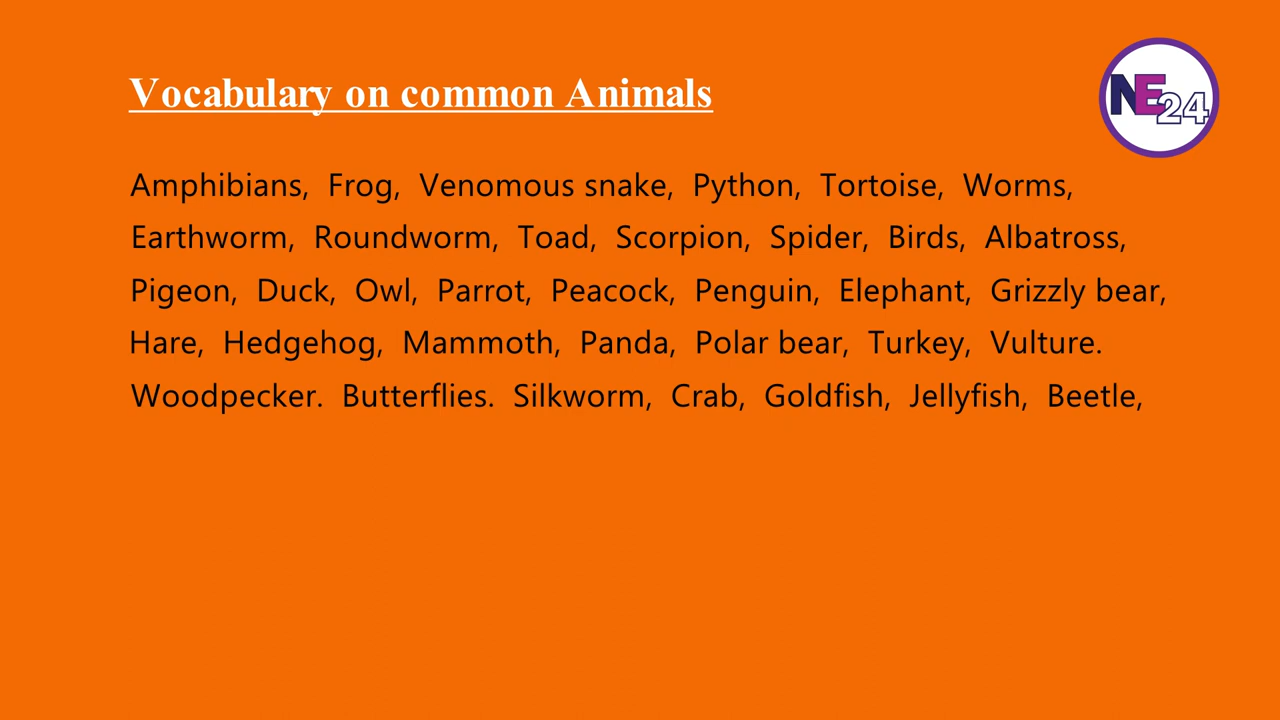 Vocabulary on common Animals
NE24
Amphibians, Frog, Venomous snake, Python, Tortoise, Worms,
Earthworm, Roundworm, Toad, Scorpion, Spider, Birds, Albatross,
Pigeon, Duck, Owl, Parrot, Peacock, Penguin, Elephant, Grizzly bear,
Hare, Hedgehog, Mammoth, Panda, Polar bear, Turkey, Vulture.
Woodpecker. Butterflies. Silkworm, Crab, Goldfish, Jellyfish, Beetle,